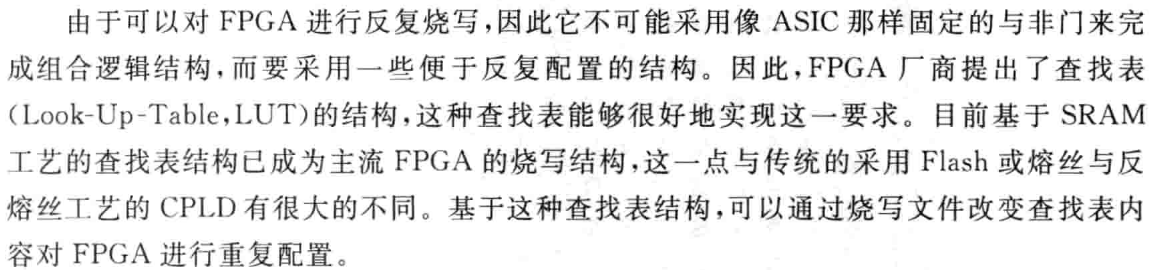 由于可以对 FPGA 进行反复烧写,因此它不可能采用像 ASIC 那样固定的与非门来完
成组合逻辑结构,而要采用一些便于反复配置的结构。因此,FPGA 厂商提出了查找表
(Look-Up-Table,LUT)的结构,这种查找表能够很好地实现这一要求。目前基于 SRAM
工艺的查找表结构已成为主流 FPGA 的烧写结构,这一点与传统的采用 Flash 或熔丝与反
熔丝工艺的 CPLD 有很大的不同。基于这种查找表结构,可以通过烧写文件改变查找表内
容对 FPGA 进行重复配置。